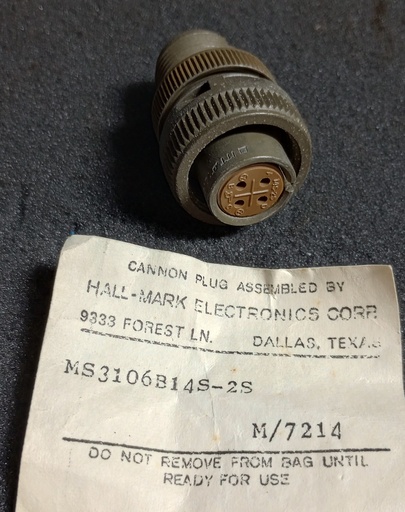 CANNON PLUG ASSEMBLED BY
HALL-MARK ELECTRONICS CORP.
9333 FOREST LN. DALLAS, TEXAS
MS3106B14S-2S
M/7214
DO NOT REMOVE FROM BAG UNTIL
READY FOR USE